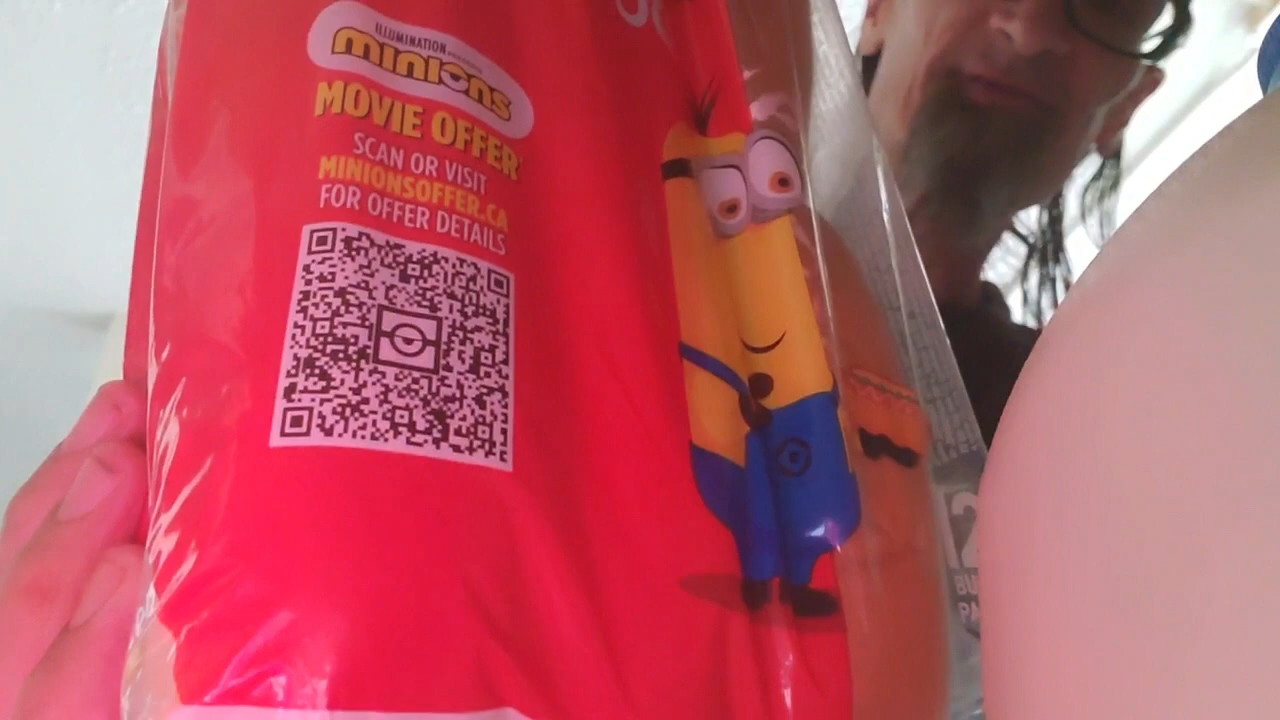 ILLUMINATION
minions
MOVIE OFFER
SCAN OR VISIT
MINIONSOFFER.CA
FOR OFFER DETAILS